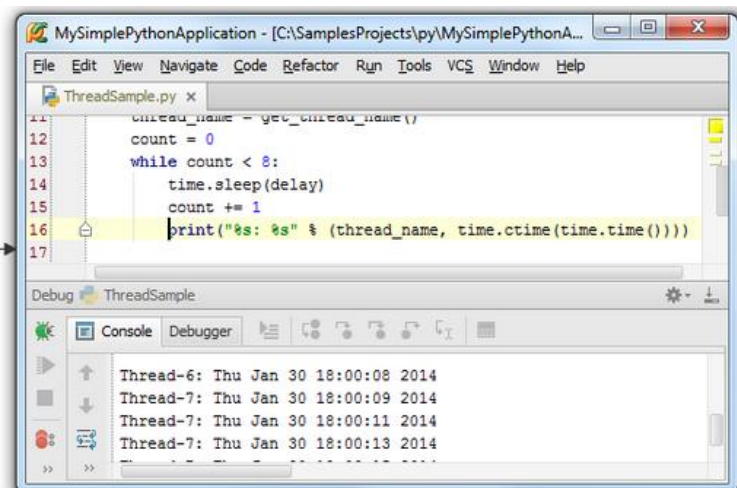 MySimplePythonApplication - [C:\SamplesProjects\py\MySimplePythonA...
File Edit View Navigate Code Refactor Run Tools VCS Window Help
ThreadSample.py ×
11 thread_name = get_thread_name()
12 count = 0
13 while count < 8:
14 time.sleep(delay)
15 count += 1
16 print("%s: %s" % (thread_name, time.ctime(time.time())))
17
Debug ThreadSample
Console Debugger
Thread-6: Thu Jan 30 18:00:08 2014
Thread-7: Thu Jan 30 18:00:09 2014
Thread-7: Thu Jan 30 18:00:11 2014
Thread-7: Thu Jan 30 18:00:13 2014